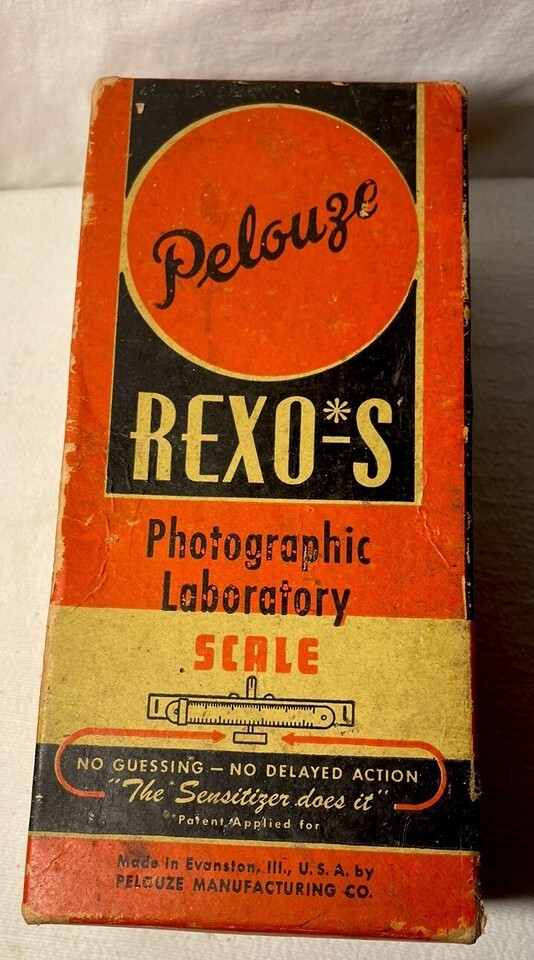 Pelouze
REXO*-S
Photographic
Laboratory
SCALE
NO GUESSING — NO DELAYED ACTION
"The Sensitizer does it"
*Patent Applied for
Made in Evanston, Ill., U. S. A. by
PELOUZE MANUFACTURING CO.